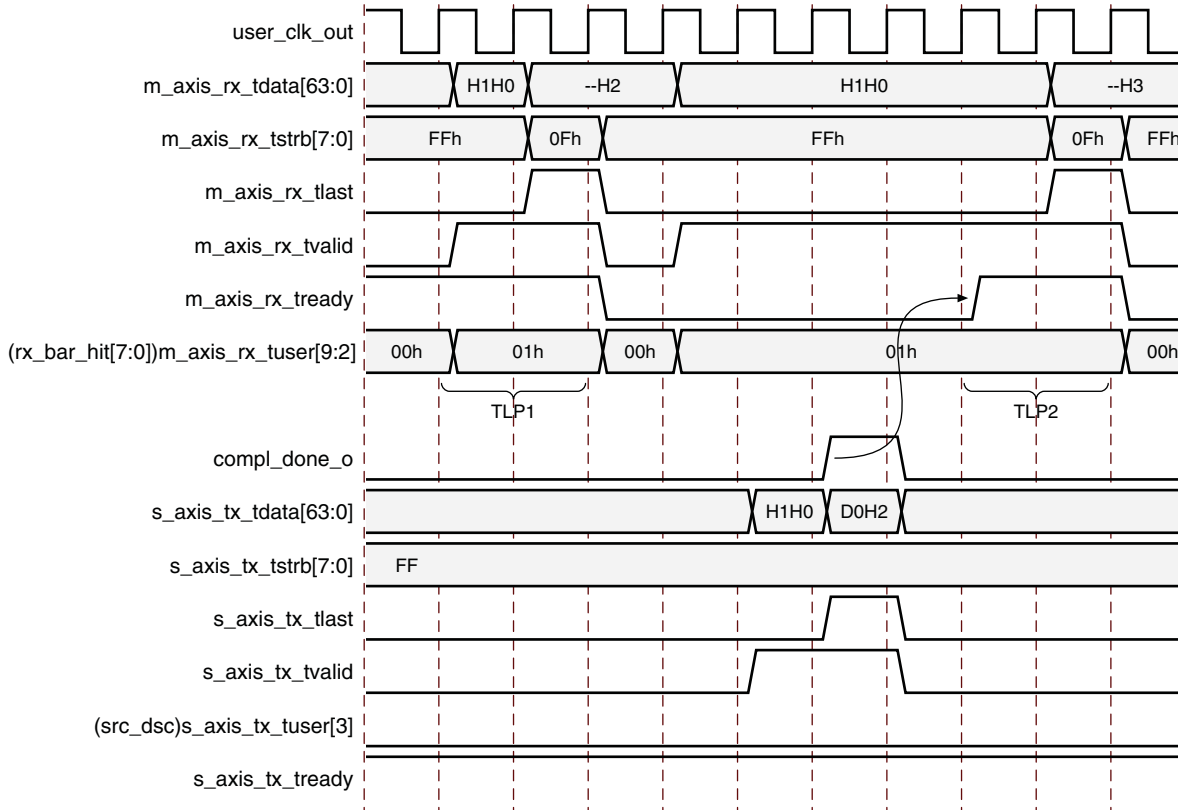 user_clk_out
m_axis_rx_tdata[63:0] H1H0 --H2 H1H0 --H3
m_axis_rx_tstrb[7:0] FFh 0Fh FFh 0Fh FFh
m_axis_rx_tlast
m_axis_rx_tvalid
m_axis_rx_tready
(rx_bar_hit[7:0])m_axis_rx_tuser[9:2] 00h 01h 00h 01h 00h
TLP1 TLP2
compl_done_o
s_axis_tx_tdata[63:0] H1H0 D0H2
s_axis_tx_tstrb[7:0] FF
s_axis_tx_tlast
s_axis_tx_tvalid
(src_dsc)s_axis_tx_tuser[3]
s_axis_tx_tready